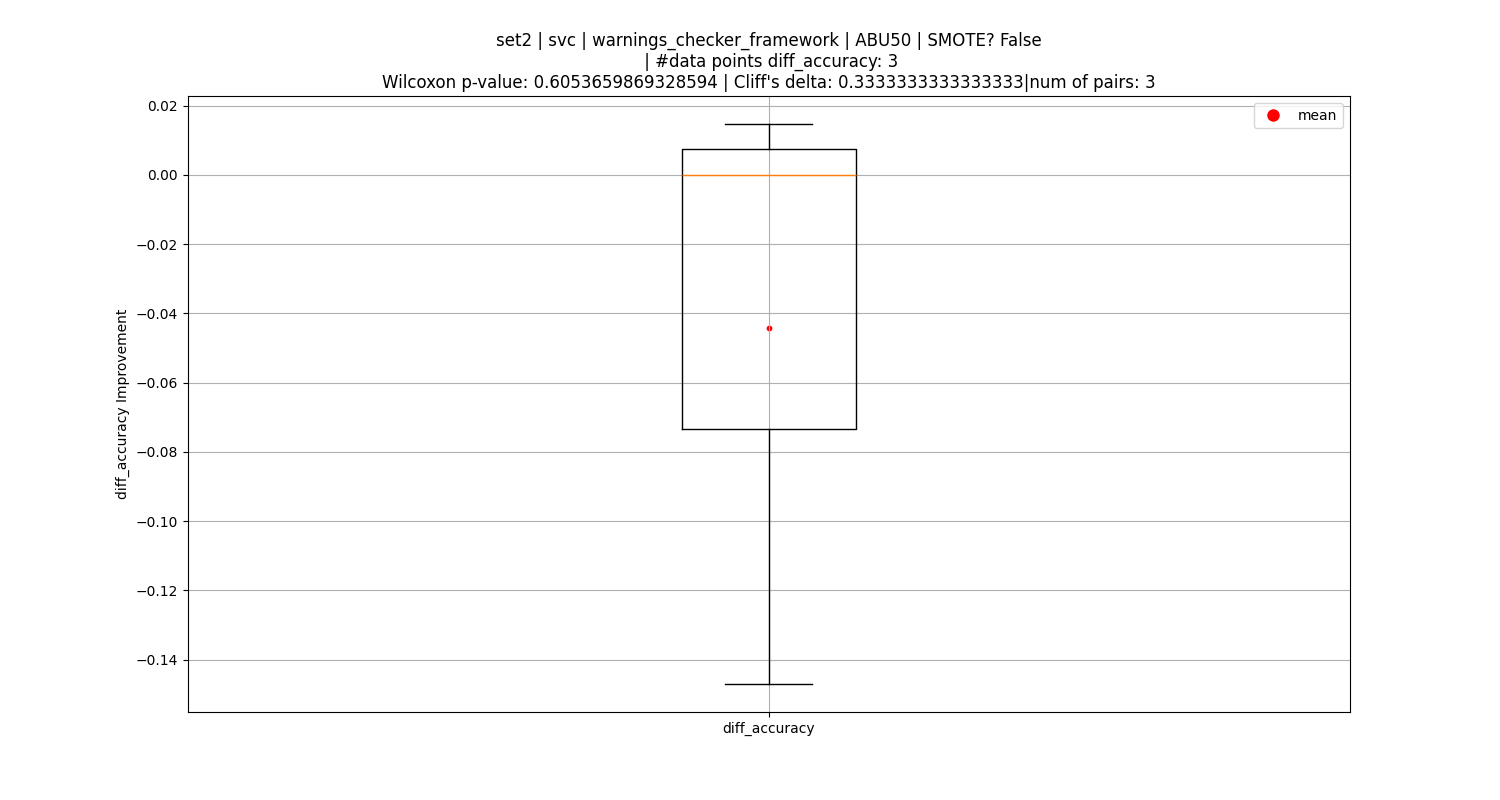 set2 | svc | warnings_checker_framework | ABU50 | SMOTE? False
| #data points diff_accuracy: 3
Wilcoxon p-value: 0.6053659869328594 | Cliff's delta: 0.3333333333333333|num of pairs: 3
mean
0.02
0.00
−0.02
−0.04
−0.06
−0.08
−0.10
−0.12
−0.14
diff_accuracy Improvement
diff_accuracy